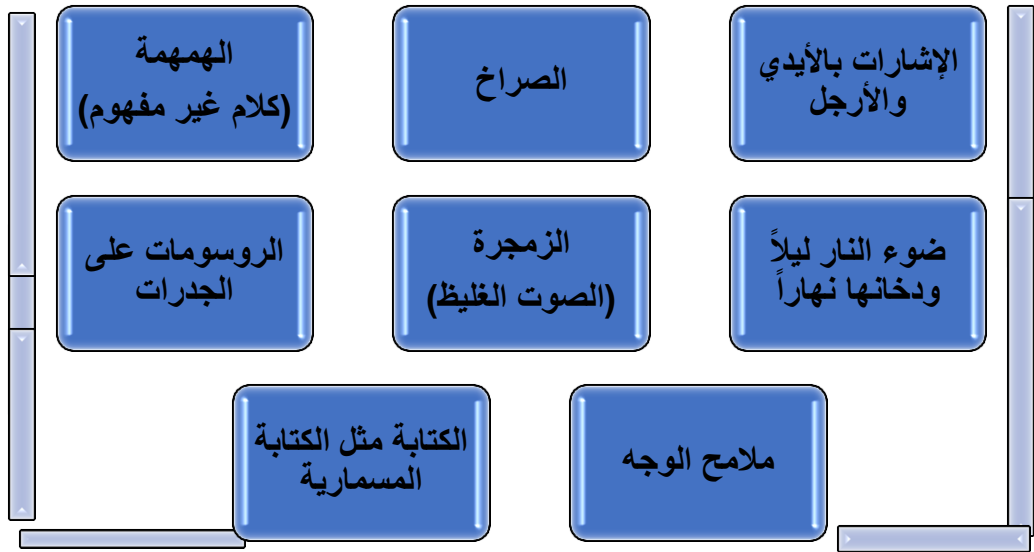 الإشارات بالأيدي
والأرجل
الصراخ
الهمهمة
(كلام غير مفهوم)
ضوء النار ليلاً
ودخانها نهاراً
الزمجرة
(الصوت الغليظ)
الروسومات على
الجدرات
ملامح الوجه
الكتابة مثل الكتابة
المسمارية